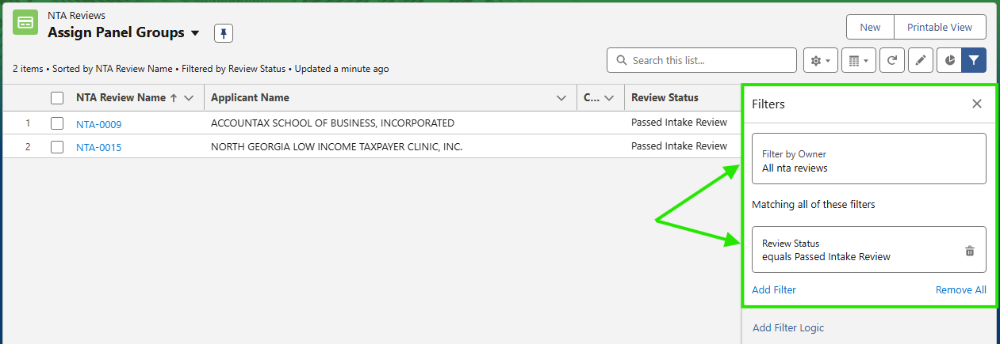 NTA Reviews
Assign Panel Groups
New
Printable View
2 items • Sorted by NTA Review Name • Filtered by Review Status • Updated a minute ago
Search this list...
NTA Review Name
Applicant Name
C...
Review Status
1
NTA-0009
ACCOUNTAX SCHOOL OF BUSINESS, INCORPORATED
Passed Intake Review
2
NTA-0015
NORTH GEORGIA LOW INCOME TAXPAYER CLINIC, INC.
Passed Intake Review
Filters
Filter by Owner
All nta reviews
Matching all of these filters
Review Status
equals Passed Intake Review
Add Filter
Remove All
Add Filter Logic